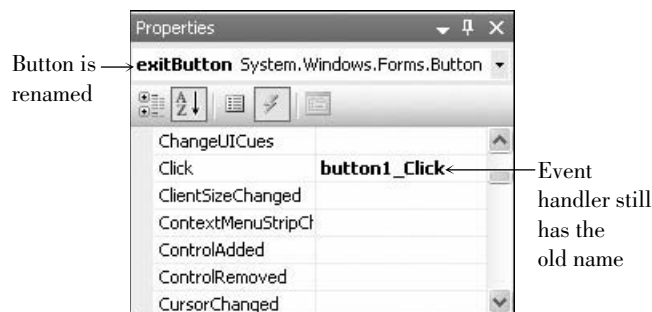 Properties
Button is
renamed
exitButton System.Windows.Forms.Button
ChangeUICues
Click button1_Click
ClientSizeChanged
ContextMenuStripCh
ControlAdded
ControlRemoved
CursorChanged
Event
handler still
has the
old name